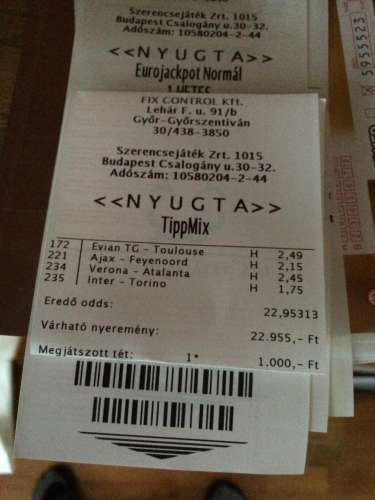 Szerencsejáték Zrt. 1015
Budapest Csalogány u.30-32.
Adószám: 10580204-2-44
<<NYUGTA>>
Eurojackpot Normál
1 HETES
FIX CONTROL Kft.
Lehár F. u. 91/b
Győr-Győrszentiván
30/438-3850
Szerencsejáték Zrt. 1015
Budapest Csalogány u.30-32.
Adószám: 10580204-2-44
<<NYUGTA>>
TippMix
172 Evian TG - Toulouse H 2,49
221 Ajax - Feyenoord H 2,15
234 Verona - Atalanta H 2,45
235 Inter - Torino H 1,75
Eredő odds: 22,95313
Várható nyeremény: 22.955,- Ft
Megjátszott tét: 1* 1.000,- Ft
5955523